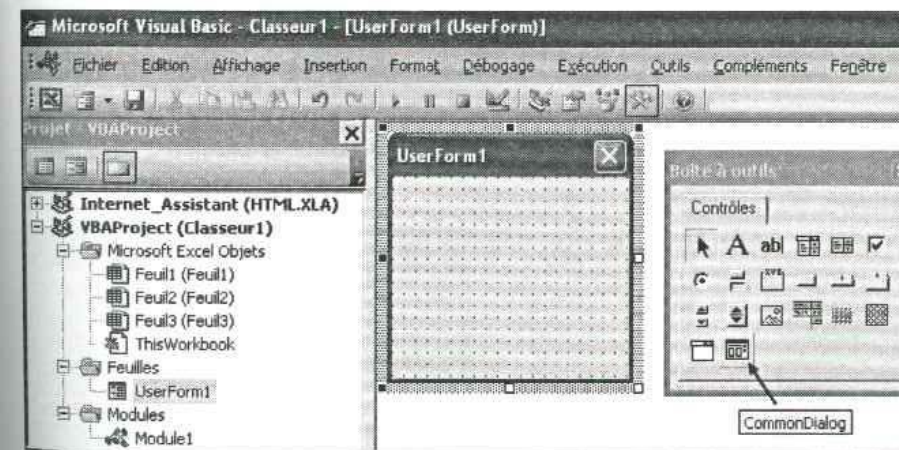 Microsoft Visual Basic - Classeur1 - [UserForm1 (UserForm)]
Fichier Edition Affichage Insertion Format Débogage Exécution Outils Compléments Fenêtre
Projet - VBAProject
Internet_Assistant (HTML.XLA)
VBAProject (Classeur1)
Microsoft Excel Objets
Feuil1 (Feuil1)
Feuil2 (Feuil2)
Feuil3 (Feuil3)
ThisWorkbook
Feuilles
UserForm1
Modules
Module1
UserForm1
Boîte à outils
Contrôles
A abl
XYZ
CommonDialog